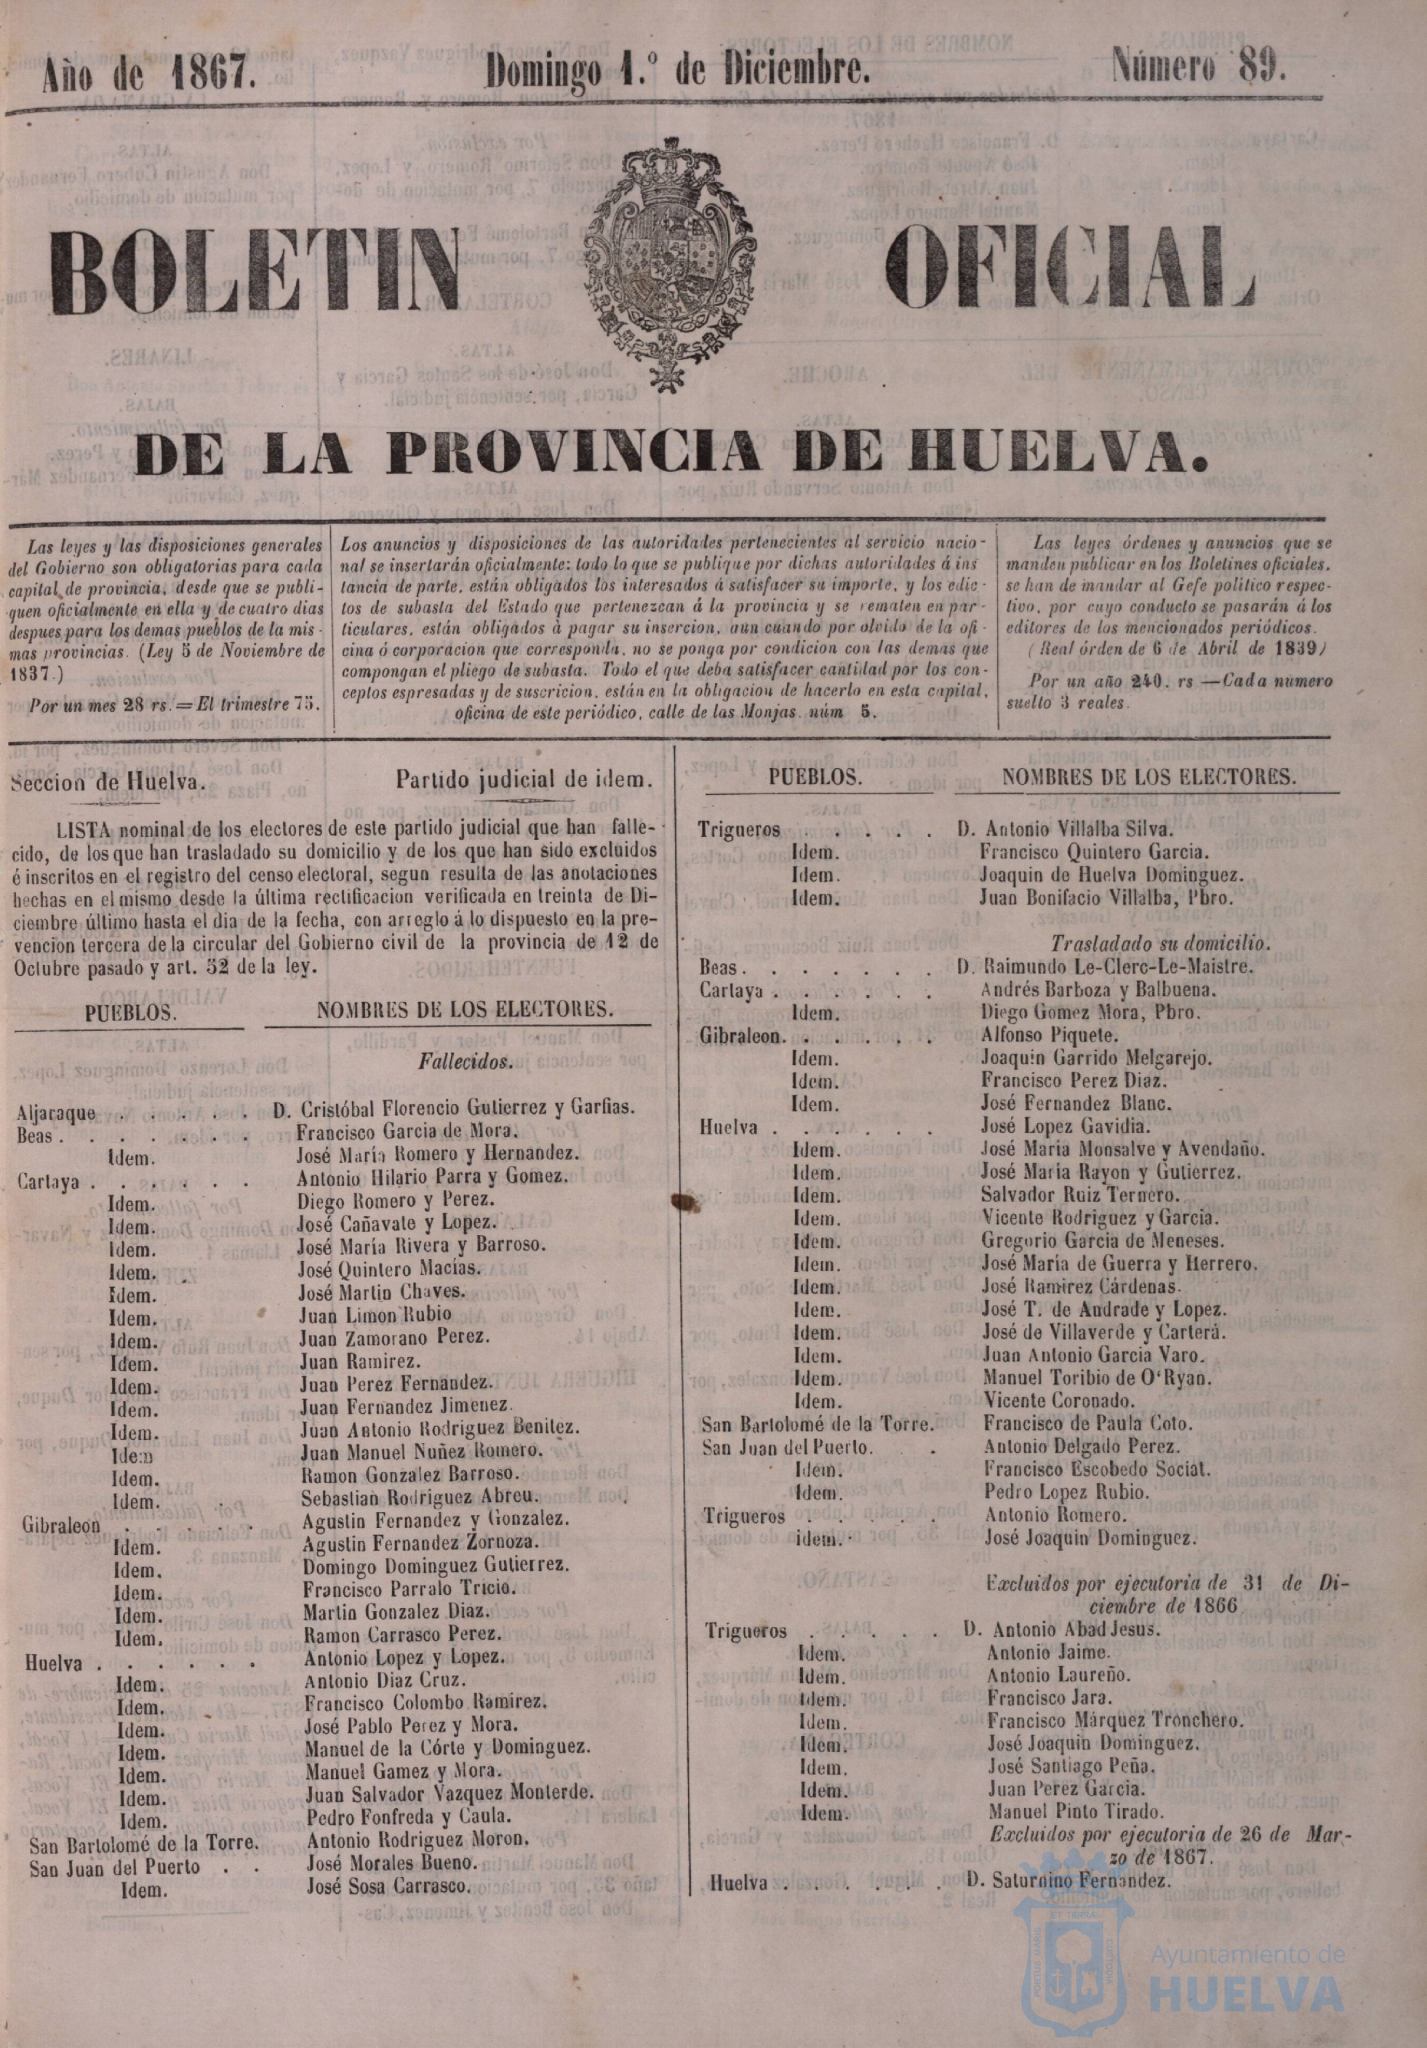 Año de 1867.
Domingo 1.º de Diciembre.
Número 89.
BOLETIN OFICIAL
DE LA PROVINCIA DE HUELVA.
Las leyes y las disposiciones generales
del Gobierno son obligatorias para cada
capital de provincia, desde que se publi-
quen oficialmente en ella y de cuatro dias
despues para los demas pueblos de la mis-
mas provincias. (Ley 5 de Noviembre de
1837.)
Por un mes 28 rs.=El trimestre 75.
Los anuncios y disposiciones de las autoridades pertenecientes al servicio nacio-
nal se insertarán oficialmente: todo lo que se publique por dichas autoridades á ins
tancia de parte, están obligados los interesados á satisfacer su importe, y los edic-
tos de subasta del Estado que pertenezcan á la provincia y se rematen en par-
ticulares, están obligados à pagar su insercion, aun cuando por olvido de la ofi-
cina ó corporacion que corresponda, no se ponga por condicion con las demas que
compongan el pliego de subasta. Todo el que deba satisfacer cantidad por los con-
ceptos espresadas y de suscricion, están en la obligacion de hacerlo en esta capital,
oficina de este periódico, calle de las Monjas, núm 5.
Las leyes órdenes y anuncios que se
manden publicar en los Boletines oficiales,
se han de mandar al Gefe político respec-
tivo, por cuyo conducto se pasarán á los
editores de los mencionados periódicos.
(Real órden de 6 de Abril de 1839)
Por un año 240. rs —Cada número
suelto 3 reales.
Seccion de Huelva. Partido judicial de idem.
LISTA nominal de los electores de este partido judicial que han falle-
cido, de los que han trasladado su domicilio y de los que han sido excluidos
é inscritos en el registro del censo electoral, segun resulta de las anotaciones
hechas en el mismo desde la última rectificacion verificada en treinta de Di-
ciembre último hasta el dia de la fecha, con arreglo á lo dispuesto en la pre-
vencion tercera de la circular del Gobierno civil de la provincia de 12 de
Octubre pasado y art. 52 de la ley.
PUEBLOS. NOMBRES DE LOS ELECTORES.
Fallecidos.
Aljaraque . . . . . D. Cristóbal Florencio Gutierrez y Garfias.
Beas . . . . . . . Francisco Garcia de Mora.
Idem. José María Romero y Hernandez.
Cartaya . . . . . . Antonio Hilario Parra y Gomez.
Idem. Diego Romero y Perez.
Idem. José Cañavate y Lopez.
Idem. José María Rivera y Barroso.
Idem. José Quintero Macías.
Idem. José Martin Chaves.
Idem. Juan Limon Rubio
Idem. Juan Zamorano Perez.
Idem. Juan Ramirez.
Idem. Juan Perez Fernandez.
Idem. Juan Fernandez Jimenez.
Idem. Juan Antonio Rodriguez Benitez.
Idem Juan Manuel Nuñez Romero.
Idem. Ramon Gonzalez Barroso.
Idem. Sebastian Rodriguez Abreu.
Gibraleon . . . . . Agustin Fernandez y Gonzalez.
Idem. Agustin Fernandez Zornoza.
Idem. Domingo Dominguez Gutierrez.
Idem. Francisco Parralo Tricio.
Idem. Martin Gonzalez Diaz.
Idem. Ramon Carrasco Perez.
Huelva . . . . . . Antonio Lopez y Lopez.
Idem. Antonio Diaz Cruz.
Idem. Francisco Colombo Ramirez.
Idem. José Pablo Perez y Mora.
Idem. Manuel de la Córte y Dominguez.
Idem. Manuel Gamez y Mora.
Idem. Juan Salvador Vazquez Monterde.
Idem. Pedro Fonfreda y Caula.
San Bartolomé de la Torre. Antonio Rodriguez Moron.
San Juan del Puerto . . José Morales Bueno.
Idem. José Sosa Carrasco.
PUEBLOS. NOMBRES DE LOS ELECTORES.
Trigueros . . . . . D. Antonio Villalba Silva.
Idem. Francisco Quintero Garcia.
Idem. Joaquin de Huelva Dominguez.
Idem. Juan Bonifacio Villalba, Pbro.
Trasladado su domicilio.
Beas. . . . . . . D. Raimundo Le-Clerc-Le-Maistre.
Cartaya . . . . . . Andrés Barboza y Balbuena.
Idem. Diego Gomez Mora, Pbro.
Gibraleon. . . . . . Alfonso Piquete.
Idem. Joaquin Garrido Melgarejo.
Idem. Francisco Perez Diaz.
Idem. José Fernandez Blanc.
Huelva . . . . . . José Lopez Gavidia.
Idem. José Maria Monsalve y Avendaño.
Idem. José Maria Rayon y Gutierrez.
Idem. Salvador Ruiz Ternero.
Idem. Vicente Rodriguez y Garcia.
Idem. Gregorio Garcia de Meneses.
Idem. José Maria de Guerra y Herrero.
Idem. José Ramirez Cárdenas.
Idem. José T. de Andrade y Lopez.
Idem. José de Villaverde y Carterá.
Idem. Juan Antonio Garcia Varo.
Idem. Manuel Toribio de O'Ryan.
Idem. Vicente Coronado.
San Bartolomé de la Torre. Francisco de Paula Coto.
San Juan del Puerto. . . Antonio Delgado Perez.
Idem. Francisco Escobedo Social.
Idem. Pedro Lopez Rubio.
Trigueros . . . . . Antonio Romero.
idem. José Joaquin Dominguez.
Excluidos por ejecutoria de 31 de Di-
ciembre de 1866
Trigueros . . . . . D. Antonio Abad Jesus.
Idem. Antonio Jaime.
Idem. Antonio Laureño.
Idem. Francisco Jara.
Idem. Francisco Márquez Tronchero.
Idem. José Joaquin Dominguez.
Idem. José Santiago Peña.
Idem. Juan Perez Garcia.
Idem. Manuel Pinto Tirado.
Excluidos por ejecutoria de 26 de Mar-
zo de 1867.
Huelva . . . . . . D. Saturnino Fernandez.
Ayuntamiento de
HUELVA